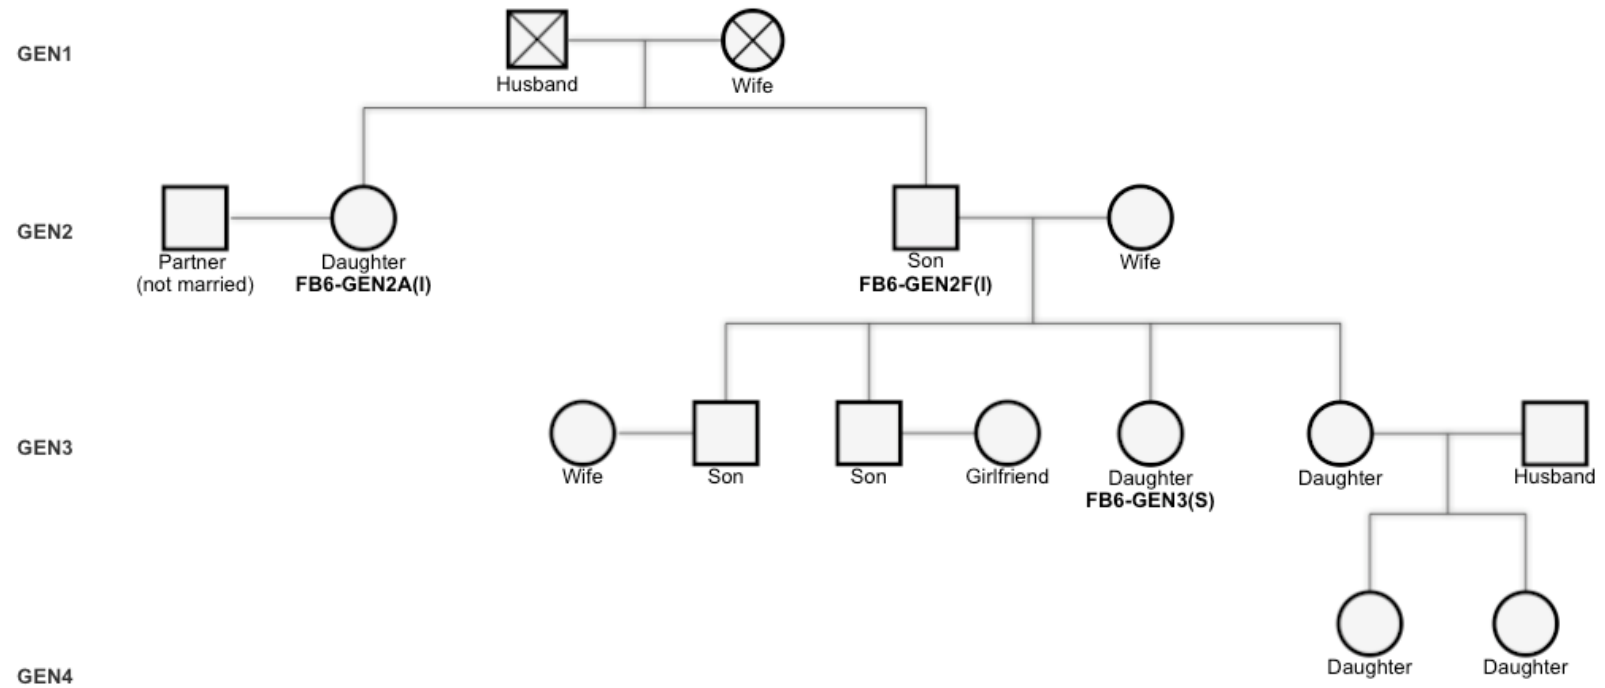 GEN1
Husband
Wife
GEN2
Partner
(not married)
Daughter
FB6-GEN2A(I)
Son
FB6-GEN2F(I)
Wife
GEN3
Wife
Son
Son
Girlfriend
Daughter
FB6-GEN3(S)
Daughter
Husband
GEN4
Daughter
Daughter